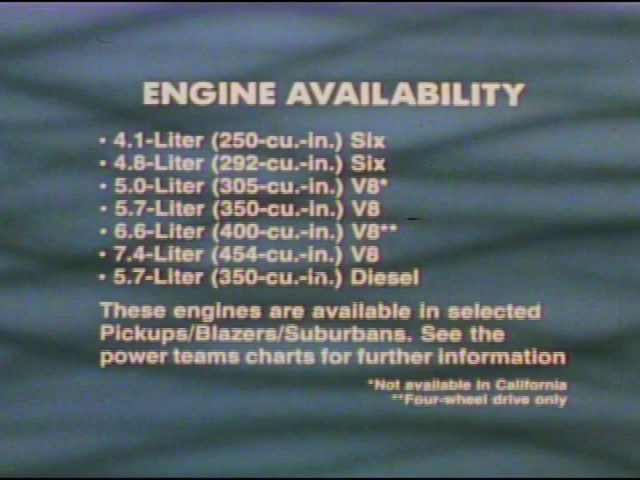 ENGINE AVAILABILITY
• 4.1-Liter (250-cu.-in.) Six
• 4.8-Liter (292-cu.-in.) Six
• 5.0-Liter (305-cu.-in.) V8*
• 5.7-Liter (350-cu.-in.) V8
• 6.6-Liter (400-cu.-in.) V8**
• 7.4-Liter (454-cu.-in.) V8
• 5.7-Liter (350-cu.-in.) Diesel
These engines are available in selected
Pickups/Blazers/Suburbans. See the
power teams charts for further information
*Not available in California
**Four-wheel drive only